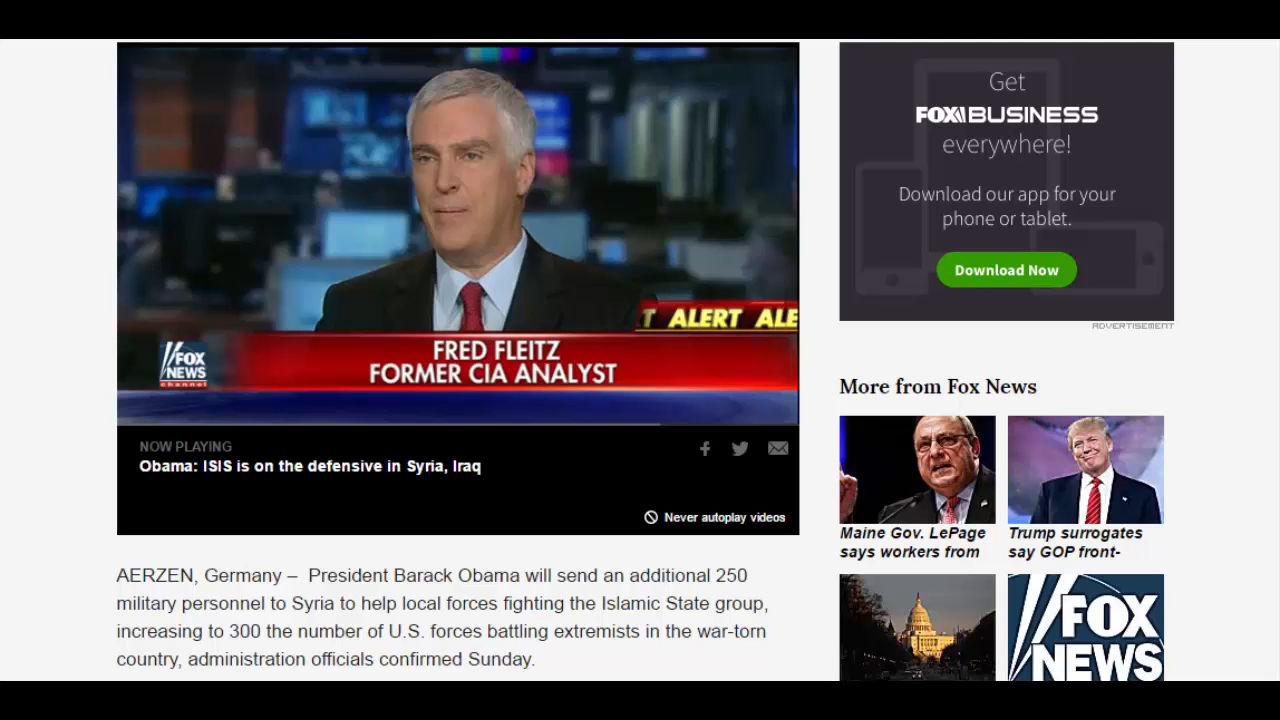 T ALERT ALE
FOX
NEWS
channel
FRED FLEITZ
FORMER CIA ANALYST
NOW PLAYING
Obama: ISIS is on the defensive in Syria, Iraq
Never autoplay videos
AERZEN, Germany – President Barack Obama will send an additional 250
military personnel to Syria to help local forces fighting the Islamic State group,
increasing to 300 the number of U.S. forces battling extremists in the war-torn
country, administration officials confirmed Sunday.
Get
FOX BUSINESS
everywhere!
Download our app for your
phone or tablet.
Download Now
ADVERTISEMENT
More from Fox News
Maine Gov. LePage
says workers from
Trump surrogates
say GOP front-
FOX
NEWS